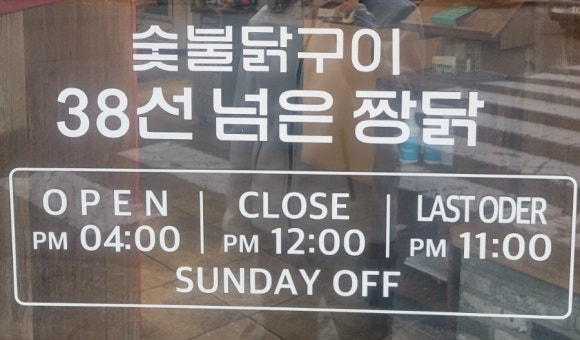 숯불닭구이
38선 넘은 짱닭
OPEN CLOSE LAST ODER
PM 04:00 PM 12:00 PM 11:00
SUNDAY OFF